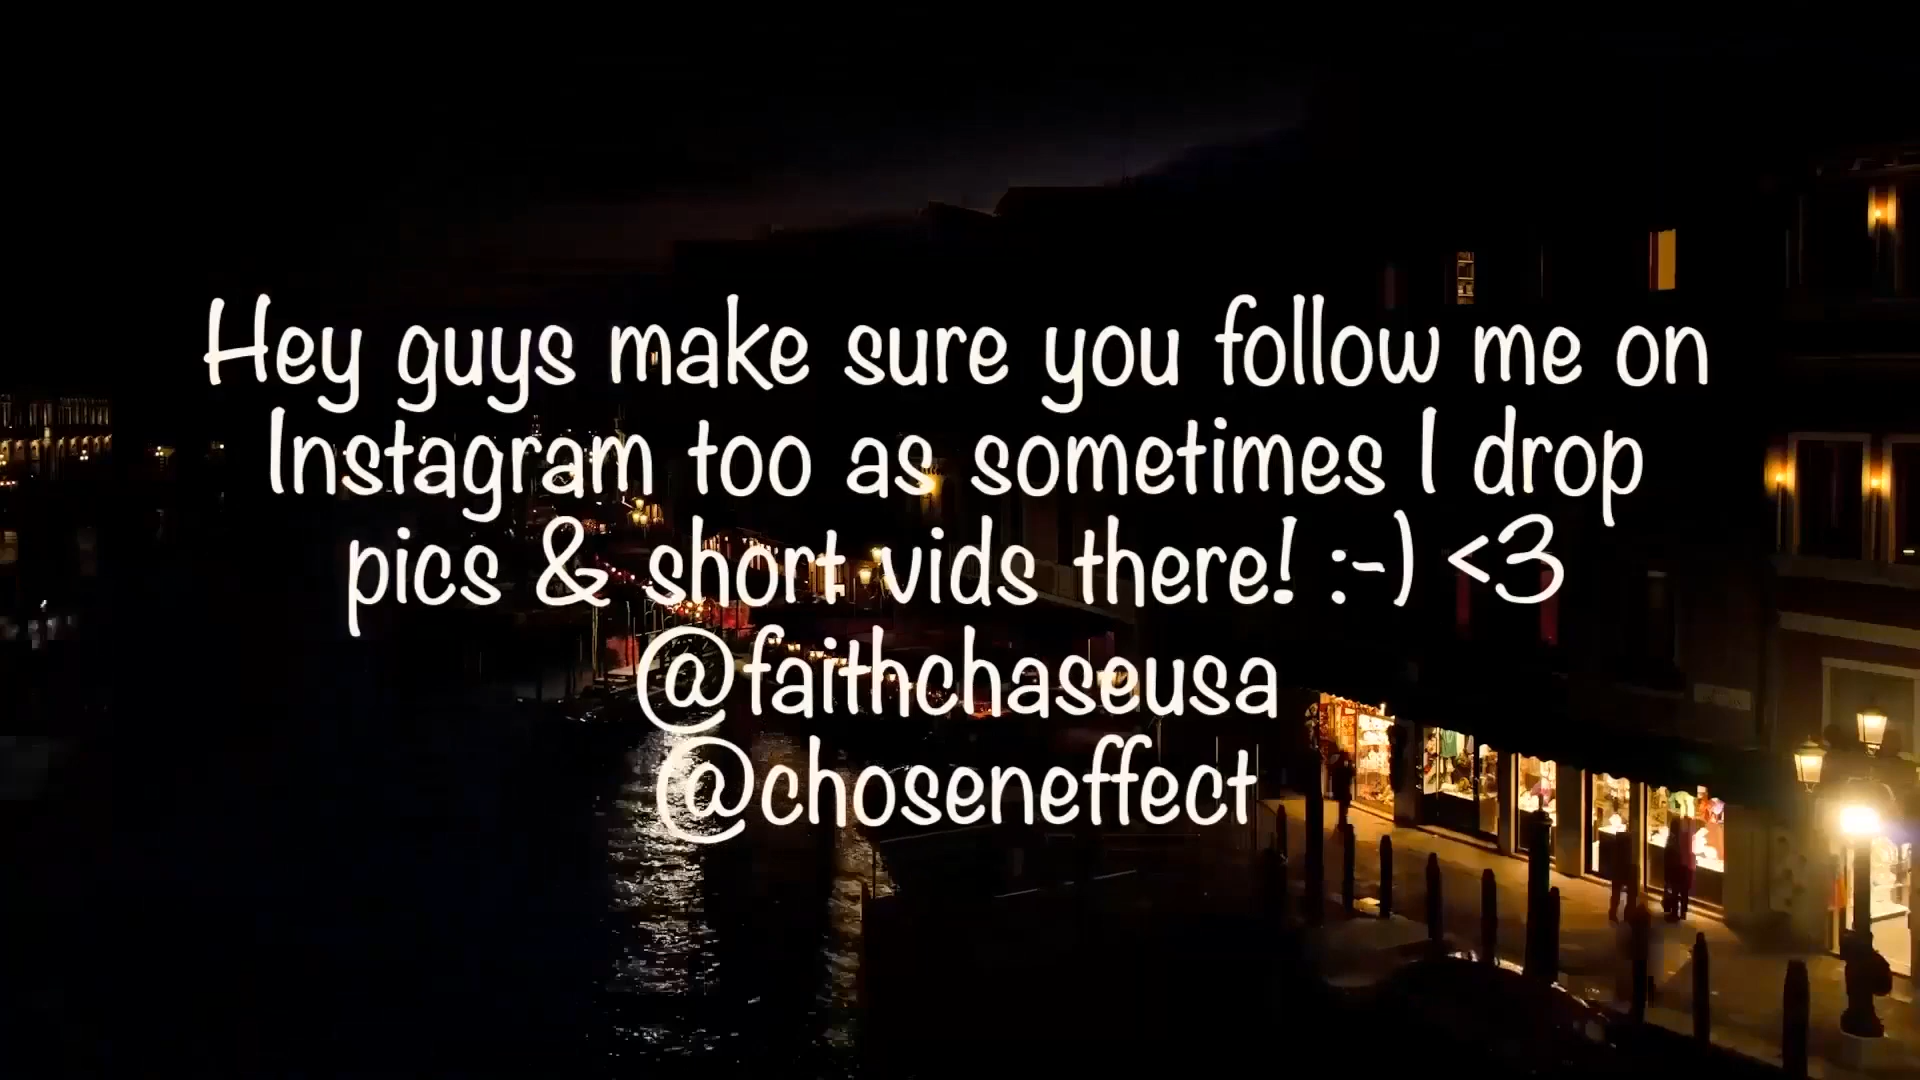 Hey guys make sure you follow me on
Instagram too as sometimes I drop
pics & short vids there! :-) <3
@faithchaseusa
@choseneffect